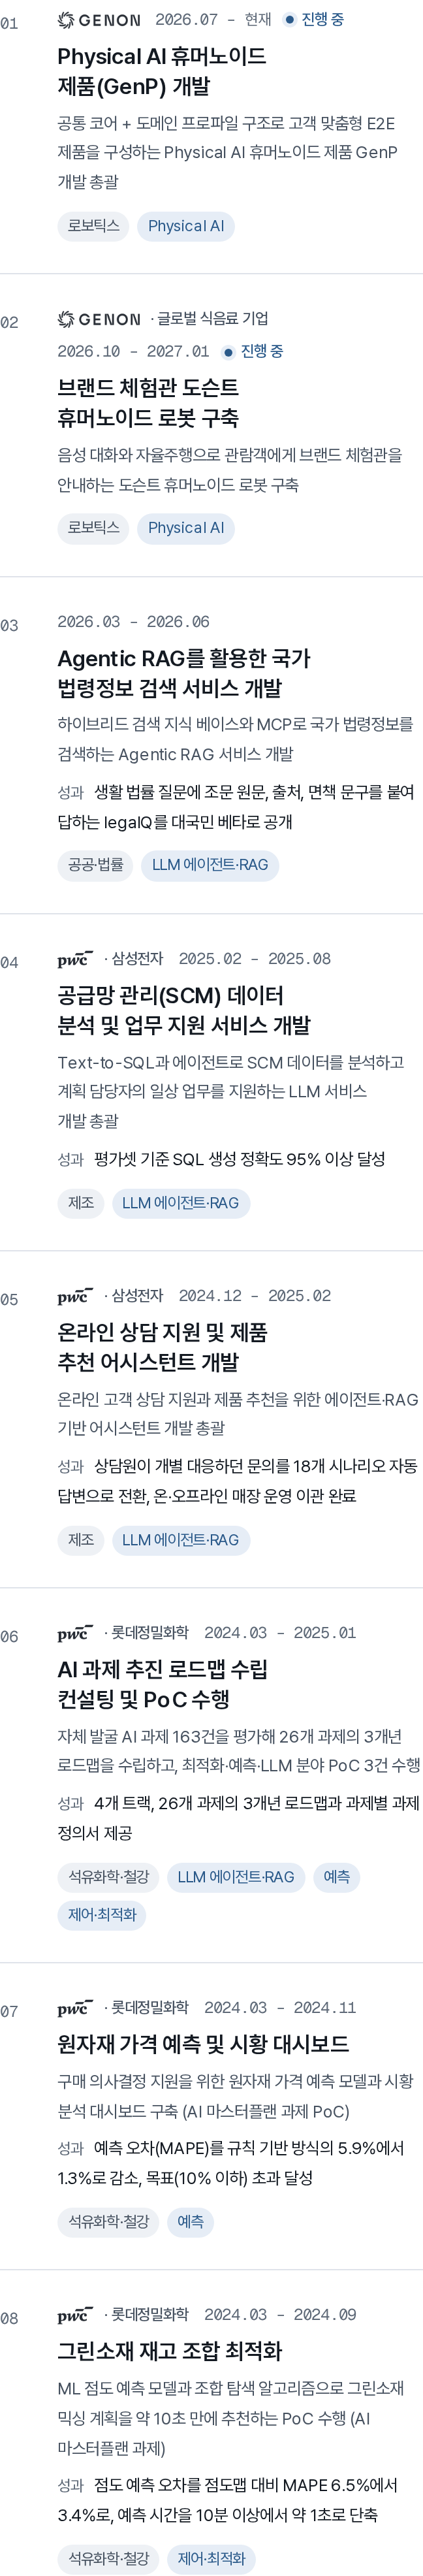 01
GENON 2026.07 – 현재 진행 중
Physical AI 휴머노이드
제품(GenP) 개발
공통 코어 + 도메인 프로파일 구조로 고객 맞춤형 E2E
제품을 구성하는 Physical AI 휴머노이드 제품 GenP
개발 총괄
로보틱스 Physical AI
02
GENON · 글로벌 식음료 기업
2026.10 – 2027.01 진행 중
브랜드 체험관 도슨트
휴머노이드 로봇 구축
음성 대화와 자율주행으로 관람객에게 브랜드 체험관을
안내하는 도슨트 휴머노이드 로봇 구축
로보틱스 Physical AI
03
2026.03 – 2026.06
Agentic RAG를 활용한 국가
법령정보 검색 서비스 개발
하이브리드 검색 지식 베이스와 MCP로 국가 법령정보를
검색하는 Agentic RAG 서비스 개발
성과 생활 법률 질문에 조문 원문, 출처, 면책 문구를 붙여
답하는 legalQ를 대국민 베타로 공개
공공·법률 LLM 에이전트·RAG
04
pwc · 삼성전자 2025.02 – 2025.08
공급망 관리(SCM) 데이터
분석 및 업무 지원 서비스 개발
Text-to-SQL과 에이전트로 SCM 데이터를 분석하고
계획 담당자의 일상 업무를 지원하는 LLM 서비스
개발 총괄
성과 평가셋 기준 SQL 생성 정확도 95% 이상 달성
제조 LLM 에이전트·RAG
05
pwc · 삼성전자 2024.12 – 2025.02
온라인 상담 지원 및 제품
추천 어시스턴트 개발
온라인 고객 상담 지원과 제품 추천을 위한 에이전트·RAG
기반 어시스턴트 개발 총괄
성과 상담원이 개별 대응하던 문의를 18개 시나리오 자동
답변으로 전환, 온·오프라인 매장 운영 이관 완료
제조 LLM 에이전트·RAG
06
pwc · 롯데정밀화학 2024.03 – 2025.01
AI 과제 추진 로드맵 수립
컨설팅 및 PoC 수행
자체 발굴 AI 과제 163건을 평가해 26개 과제의 3개년
로드맵을 수립하고, 최적화·예측·LLM 분야 PoC 3건 수행
성과 4개 트랙, 26개 과제의 3개년 로드맵과 과제별 과제
정의서 제공
석유화학·철강 LLM 에이전트·RAG 예측
제어·최적화
07
pwc · 롯데정밀화학 2024.03 – 2024.11
원자재 가격 예측 및 시황 대시보드
구매 의사결정 지원을 위한 원자재 가격 예측 모델과 시황
분석 대시보드 구축 (AI 마스터플랜 과제 PoC)
성과 예측 오차(MAPE)를 규칙 기반 방식의 5.9%에서
1.3%로 감소, 목표(10% 이하) 초과 달성
석유화학·철강 예측
08
pwc · 롯데정밀화학 2024.03 – 2024.09
그린소재 재고 조합 최적화
ML 점도 예측 모델과 조합 탐색 알고리즘으로 그린소재
믹싱 계획을 약 10초 만에 추천하는 PoC 수행 (AI
마스터플랜 과제)
성과 점도 예측 오차를 점도맵 대비 MAPE 6.5%에서
3.4%로, 예측 시간을 10분 이상에서 약 1초로 단축
석유화학·철강 제어·최적화